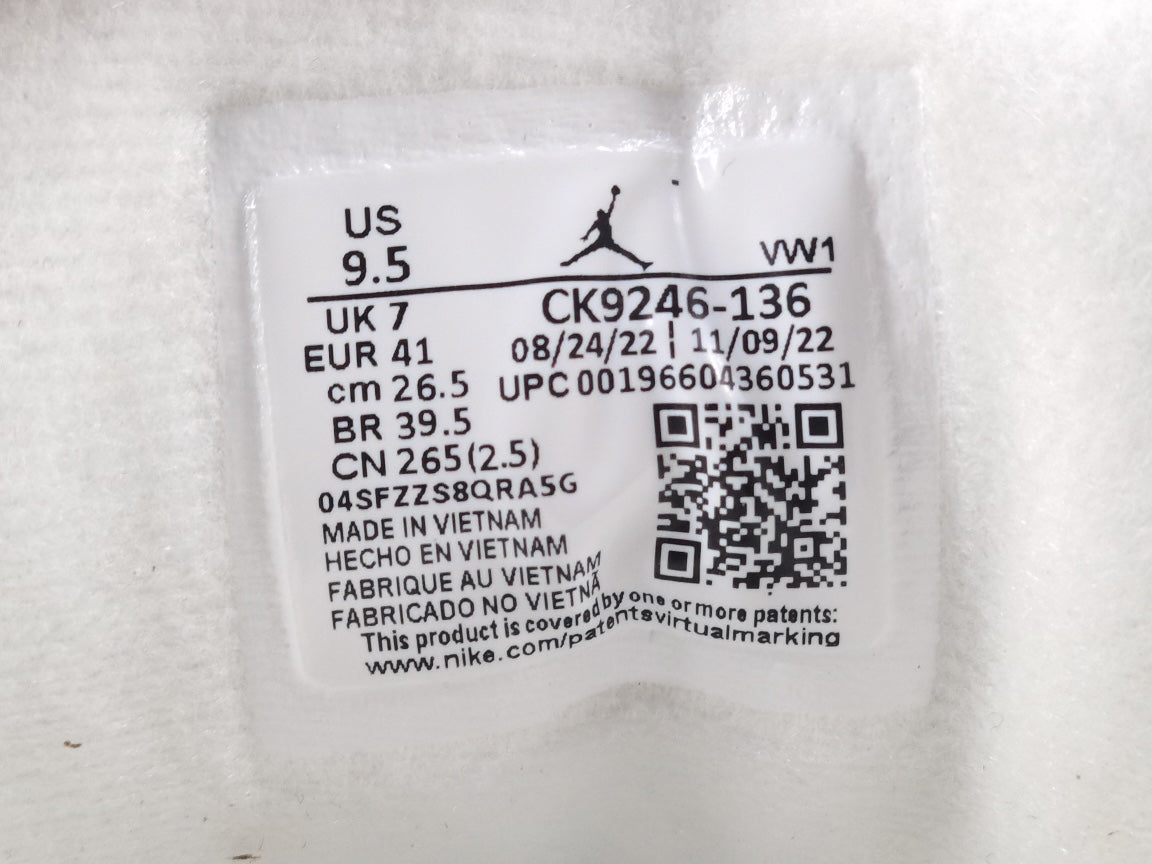 US
9.5
VW1
UK 7
CK9246-136
EUR 41
08/24/22 | 11/09/22
cm 26.5
UPC 00196604360531
BR 39.5
CN 265(2.5)
04SFZZS8QRA5G
MADE IN VIETNAM
HECHO EN VIETNAM
FABRIQUE AU VIETNAM
FABRICADO NO VIETNÃ
This product is covered by one or more patents:
www.nike.com/patentsvirtualmarking